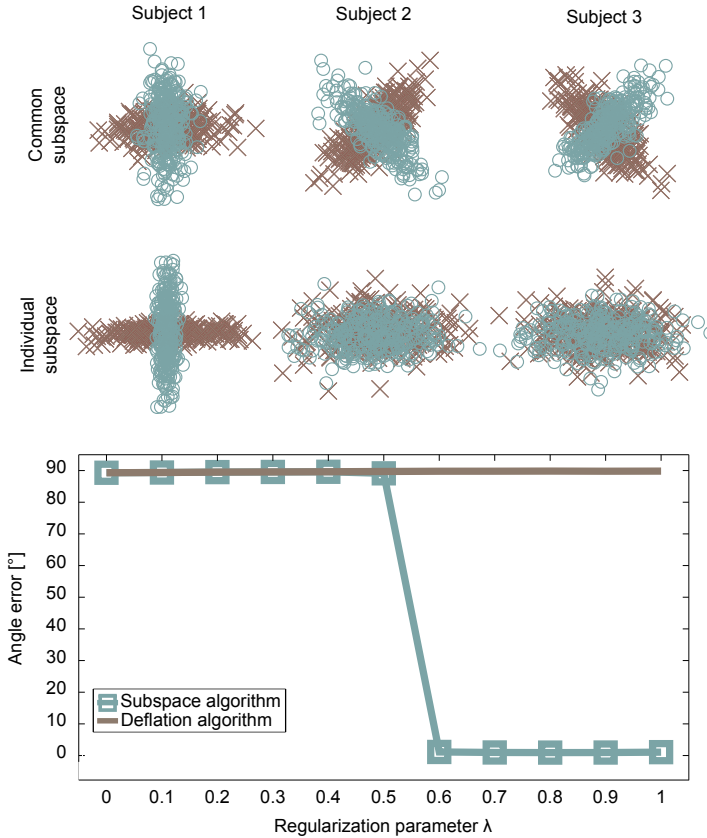 Subject 1
Subject 2
Subject 3
Common
subspace
Individual
subspace
90
80
70
60
50
40
30
20
10
0
Angle error [°]
Subspace algorithm
Deflation algorithm
0 0.1 0.2 0.3 0.4 0.5 0.6 0.7 0.8 0.9 1
Regularization parameter λ